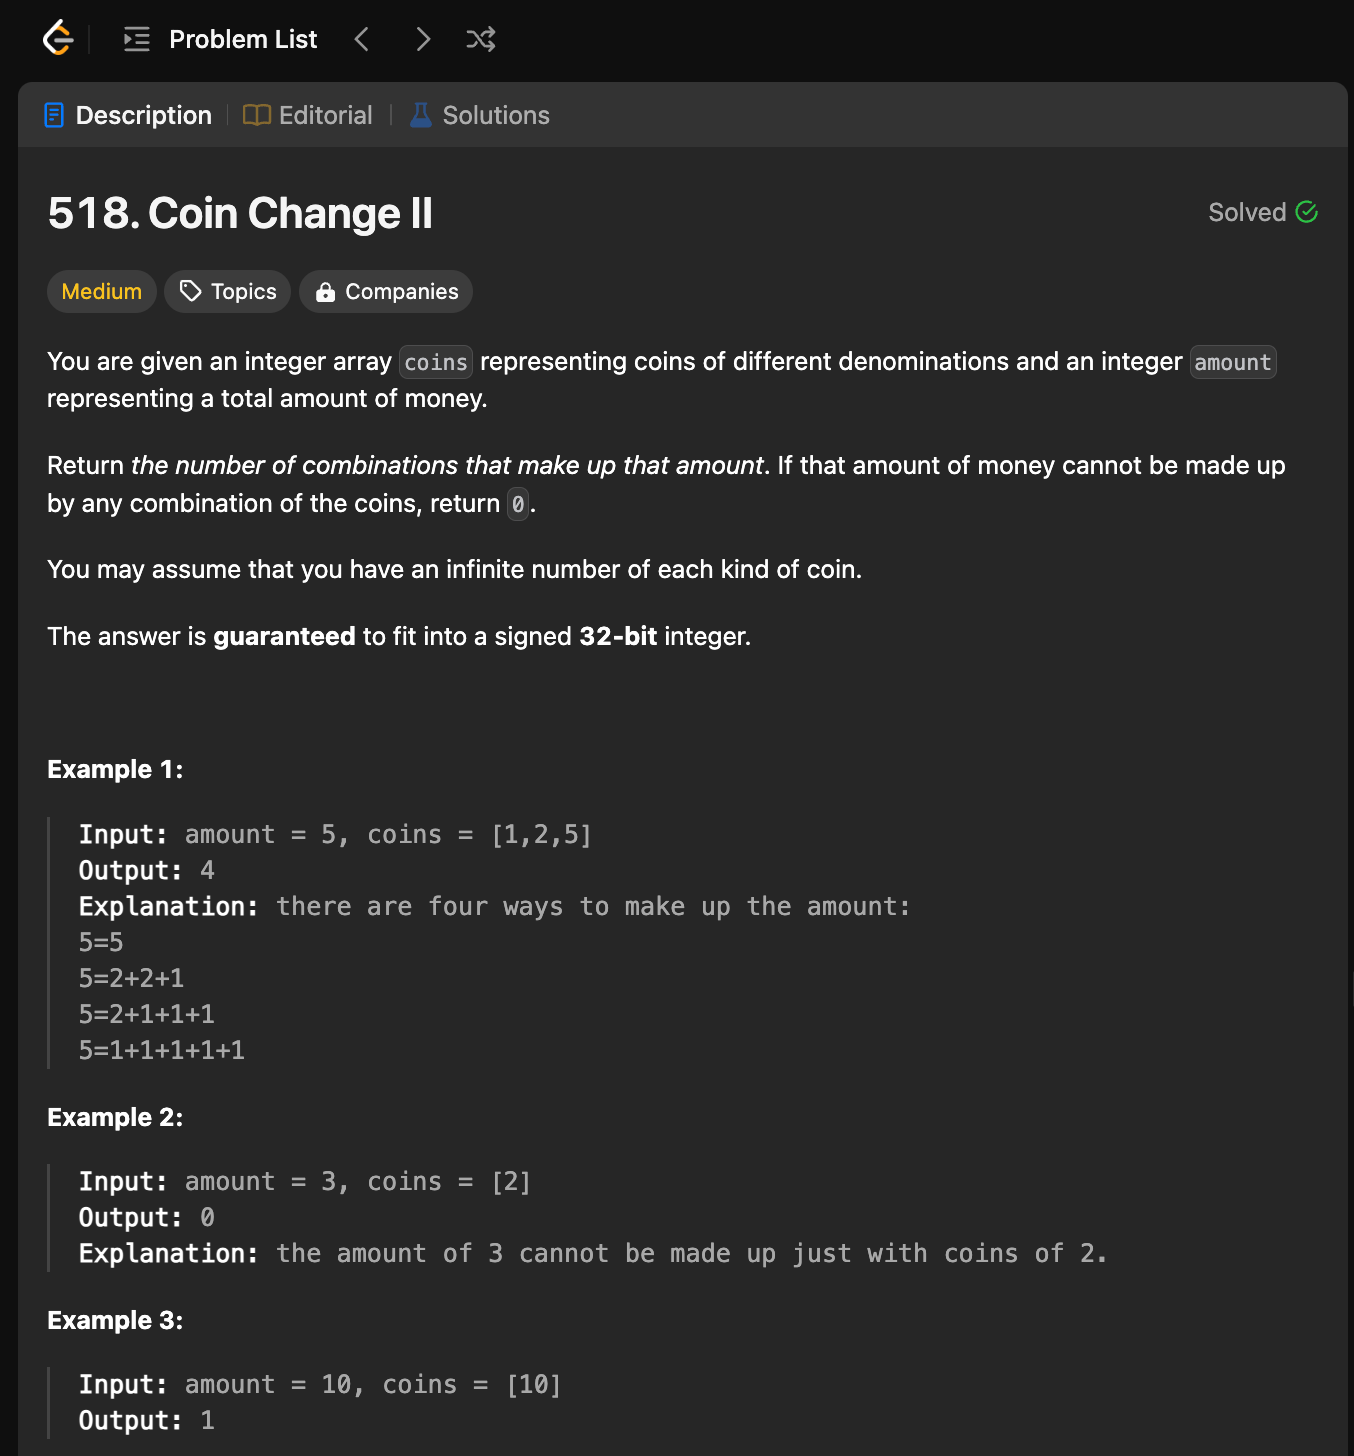 Problem List
Description
Editorial
Solutions
518. Coin Change II
Solved
Medium
Topics
Companies
You are given an integer array coins representing coins of different denominations and an integer amount
representing a total amount of money.
Return the number of combinations that make up that amount. If that amount of money cannot be made up
by any combination of the coins, return 0.
You may assume that you have an infinite number of each kind of coin.
The answer is guaranteed to fit into a signed 32-bit integer.
Example 1:
Input: amount = 5, coins = [1,2,5]
Output: 4
Explanation: there are four ways to make up the amount:
5=5
5=2+2+1
5=2+1+1+1
5=1+1+1+1+1
Example 2:
Input: amount = 3, coins = [2]
Output: 0
Explanation: the amount of 3 cannot be made up just with coins of 2.
Example 3:
Input: amount = 10, coins = [10]
Output: 1